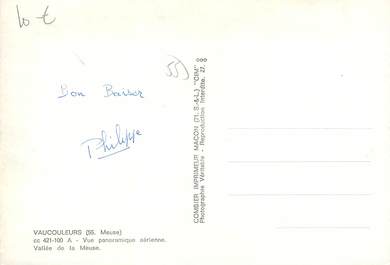 10 €
55)
Bon Baiser
Philippe
VAUCOULEURS (55. Meuse)
cc 421-100 A - Vue panoramique aérienne.
Vallée de la Meuse.
COMBIER IMPRIMEUR MACON (71. S-&-L.) "CIM"
Photographie Véritable - Reproduction Interdite. 27.